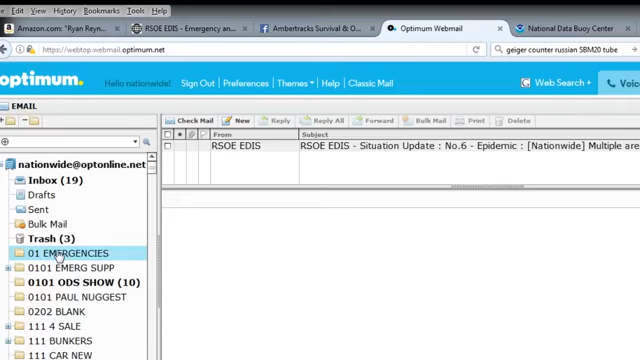 History Bookmarks Tools Help
Amazon.com: "Ryan Reyn...
RSOE EDIS - Emergency an...
Ambertracks Survival & O...
Optimum Webmail
National Data Buoy Center
https://webtop.webmail.optimum.net
geiger counter russian SBM20 tube
optimum.
Hello nationwide!
Sign Out
Preferences
Themes
Help
Classic Mail
Web Search
Voic
EMAIL
Check Mail
New
Reply
Reply All
Forward
Bulk Mail
Print
Delete
From
Subject
RSOE EDIS
RSOE EDIS - Situation Update : No.6 - Epidemic : [Nationwide] Multiple are
nationwide@optonline.net
Inbox (19)
Drafts
Sent
Bulk Mail
Trash (3)
01 EMERGENCIES
0101 EMERG SUPP
0101 ODS SHOW (10)
0101 PAUL NUGGEST
0202 BLANK
111 4 SALE
111 BUNKERS
111 CAR NEW